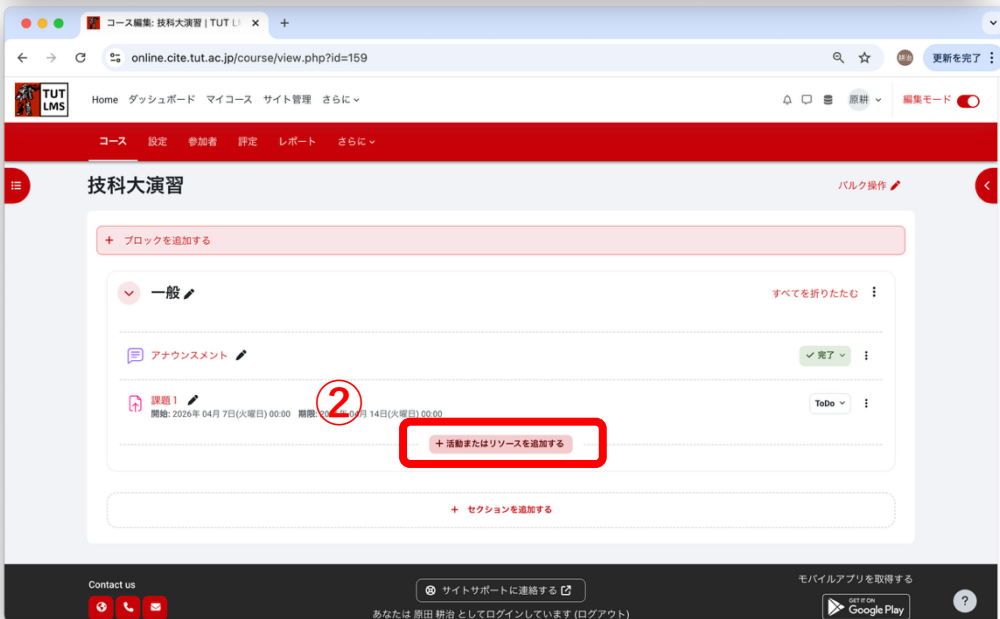 コース編集: 技科大演習 | TUT L
online.cite.tut.ac.jp/course/view.php?id=159
更新を完了
TUT LMS
Home ダッシュボード マイコース サイト管理 さらに
原耕
編集モード
コース 設定 参加者 評定 レポート さらに
技科大演習
バルク操作
+ ブロックを追加する
一般
すべてを折りたたむ
アナウンスメント
✓ 完了
課題 1
ToDo
開始: 2026年 04月 7日(火曜日) 00:00 期限: 月 14日(火曜日) 00:00
②
+ 活動またはリソースを追加する
+ セクションを追加する
Contact us
サイトサポートに連絡する
あなたは 原田 耕治 としてログインしています (ログアウト)
モバイルアプリを取得する
GET IT ON
Google Play
?